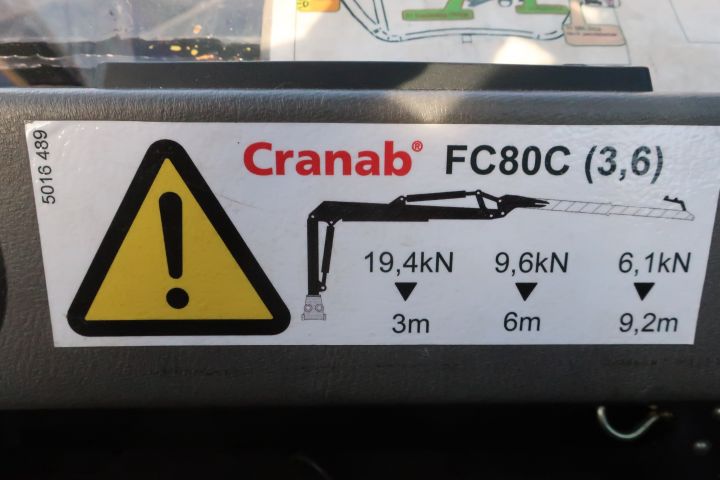 5016 489
Cranab® FC80C (3,6)
19,4kN 9,6kN 6,1kN
3m 6m 9,2m